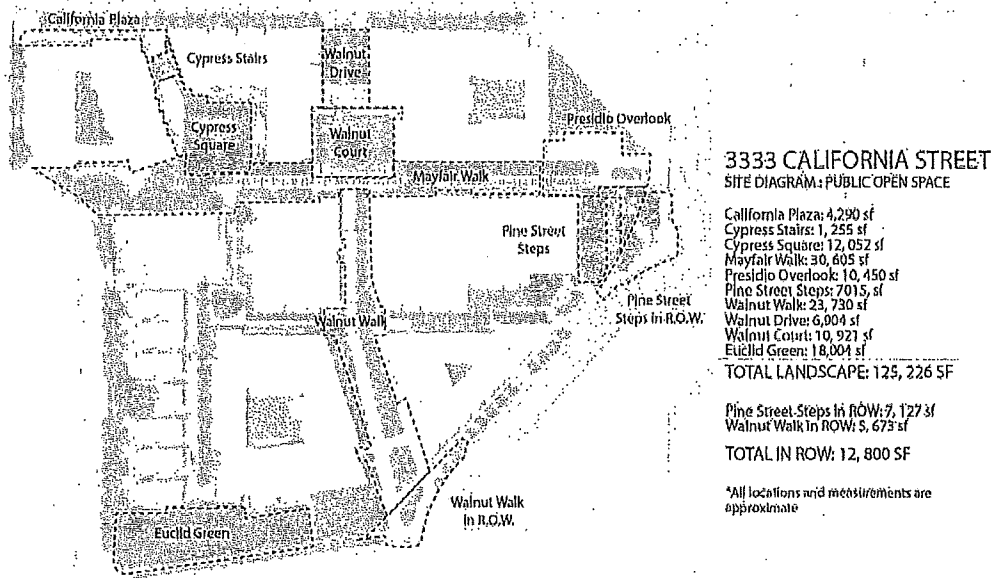 California Plaza
Cypress Stairs
Walnut
Drive
Presidio Overlook
Cypress
Square
Walnut
Court
Mayfair Walk
Pine Street
Steps
Pine Street
Steps in R.O.W.
Walnut Walk
Walnut Walk
In R.O.W.
Euclid Green
3333 CALIFORNIA STREET
SITE DIAGRAM: PUBLIC OPEN SPACE
California Plaza: 4,290 sf
Cypress Stairs: 1, 255 sf
Cypress Square: 12, 052 sf
Mayfair Walk: 30, 605 sf
Presidio Overlook: 10, 450 sf
Pine Street Steps: 7015, sf
Walnut Walk: 23, 730 sf
Walnut Drive: 6,904 sf
Walnut Court: 10, 921 sf
Euclid Green: 18,004 sf
TOTAL LANDSCAPE: 125, 226 SF
Pine Street Steps In ROW: 7, 127 sf
Walnut Walk In ROW: 5, 673 sf
TOTAL IN ROW: 12, 800 SF
*All locations and measurements are
approximate